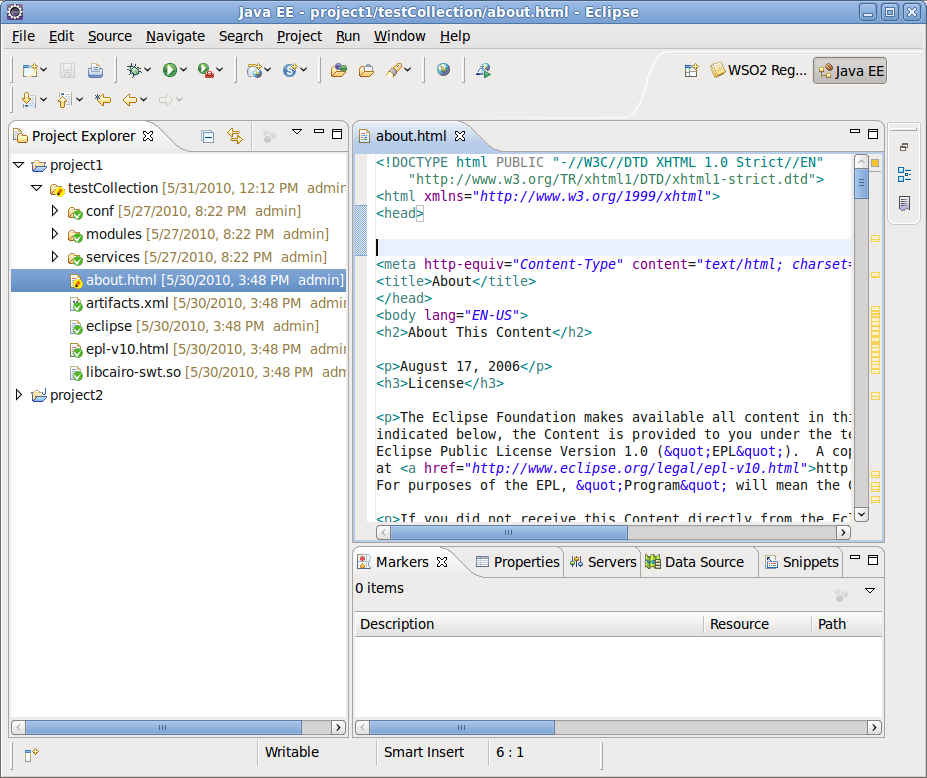 Java EE - project1/testCollection/about.html - Eclipse
File Edit Source Navigate Search Project Run Window Help
WSO2 Reg... Java EE
Project Explorer
project1
testCollection [5/31/2010, 12:12 PM admin
conf [5/27/2010, 8:22 PM admin]
modules [5/27/2010, 8:22 PM admin]
services [5/27/2010, 8:22 PM admin]
about.html [5/30/2010, 3:48 PM admin]
artifacts.xml [5/30/2010, 3:48 PM admin
eclipse [5/30/2010, 3:48 PM admin]
epl-v10.html [5/30/2010, 3:48 PM admin
libcairo-swt.so [5/30/2010, 3:48 PM adm
project2
about.html
<!DOCTYPE html PUBLIC "-//W3C//DTD XHTML 1.0 Strict//EN"
"http://www.w3.org/TR/xhtml1/DTD/xhtml1-strict.dtd">
<html xmlns="http://www.w3.org/1999/xhtml">
<head>
<meta http-equiv="Content-Type" content="text/html; charset=
<title>About</title>
</head>
<body lang="EN-US">
<h2>About This Content</h2>
<p>August 17, 2006</p>
<h3>License</h3>
<p>The Eclipse Foundation makes available all content in thi
indicated below, the Content is provided to you under the te
Eclipse Public License Version 1.0 (&quot;EPL&quot;).  A cop
at <a href="http://www.eclipse.org/legal/epl-v10.html">http
For purposes of the EPL, &quot;Program&quot; will mean the C
<p>If you did not receive this Content directly from the Ecl
Markers Properties Servers Data Source Snippets
0 items
Description Resource Path
Writable Smart Insert 6 : 1